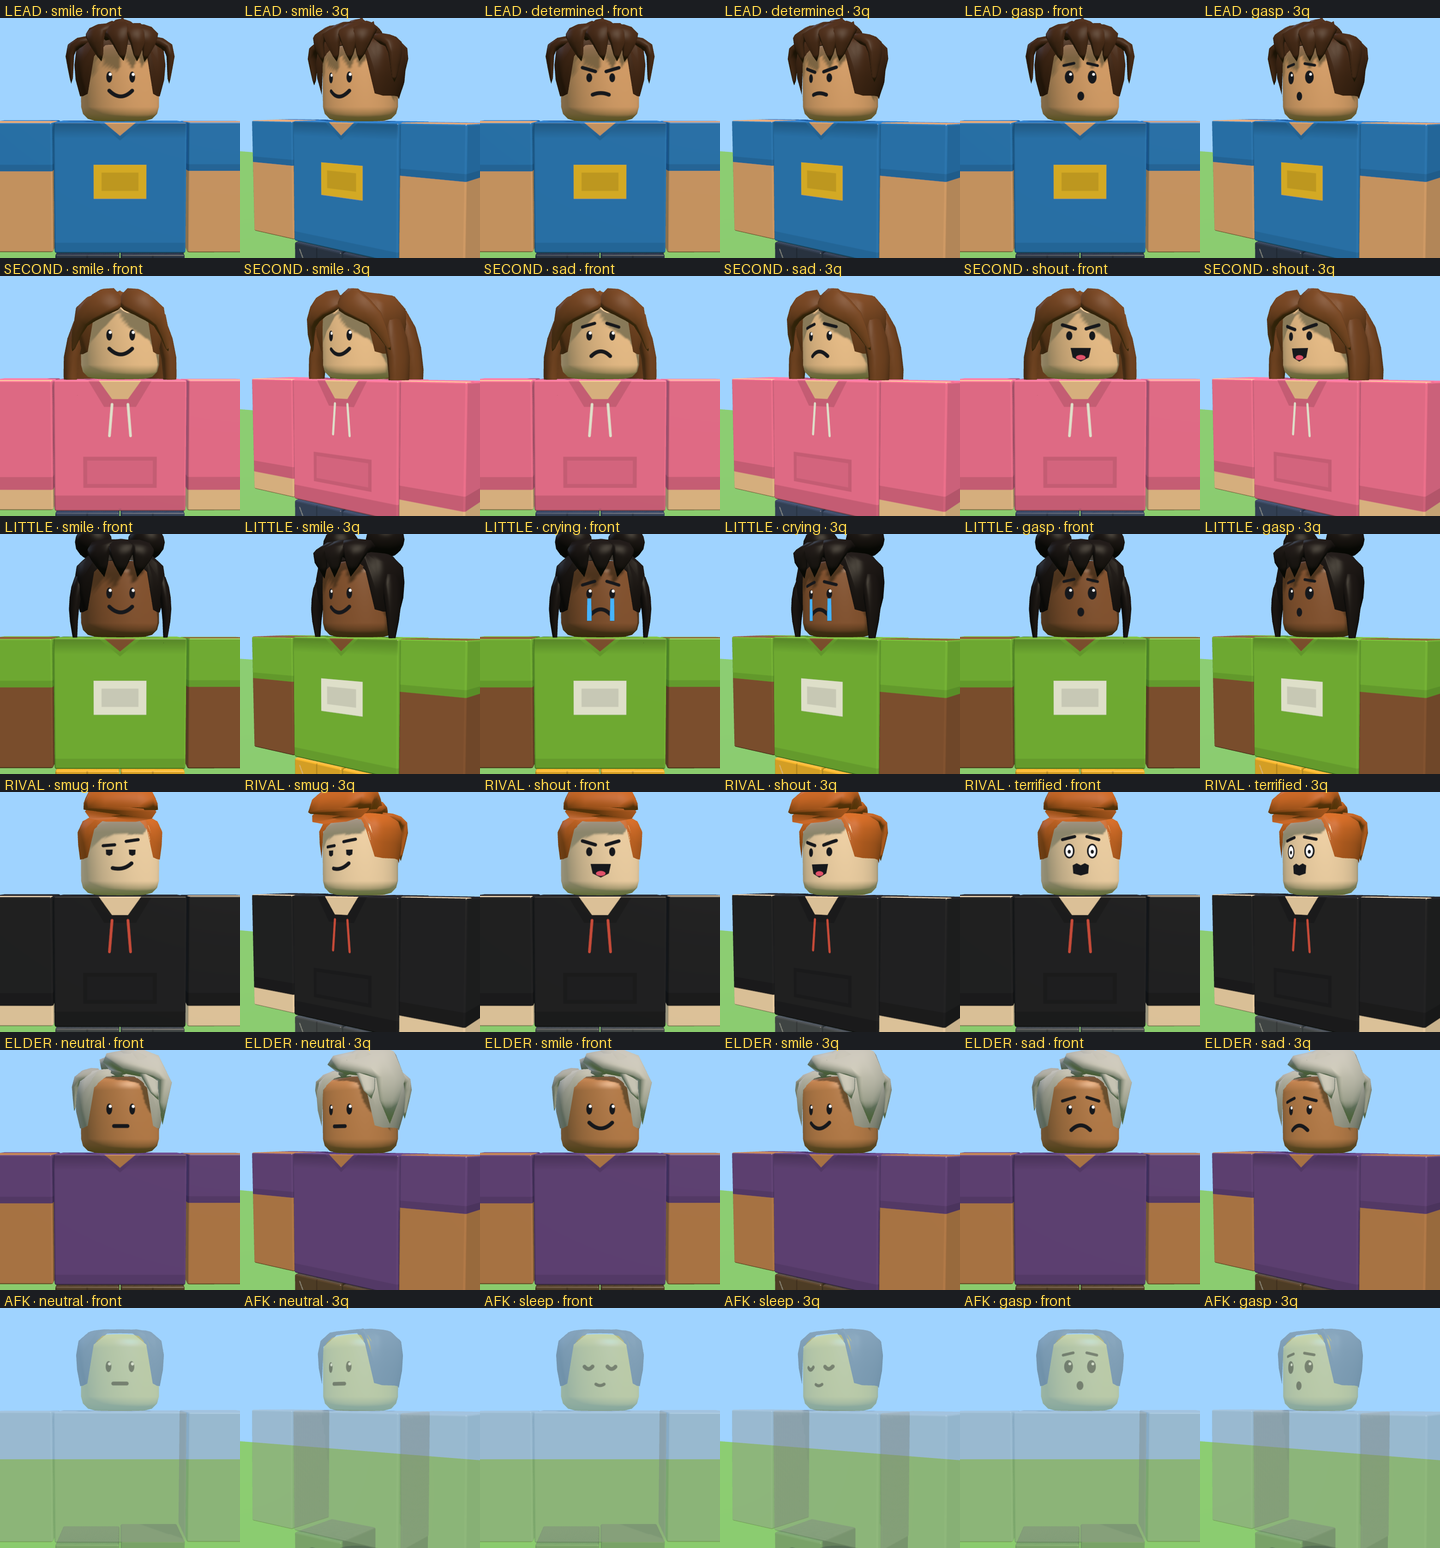 LEAD · smile · front
LEAD · smile · 3q
LEAD · determined · front
LEAD · determined · 3q
LEAD · gasp · front
LEAD · gasp · 3q
SECOND · smile · front
SECOND · smile · 3q
SECOND · sad · front
SECOND · sad · 3q
SECOND · shout · front
SECOND · shout · 3q
LITTLE · smile · front
LITTLE · smile · 3q
LITTLE · crying · front
LITTLE · crying · 3q
LITTLE · gasp · front
LITTLE · gasp · 3q
RIVAL · smug · front
RIVAL · smug · 3q
RIVAL · shout · front
RIVAL · shout · 3q
RIVAL · terrified · front
RIVAL · terrified · 3q
ELDER · neutral · front
ELDER · neutral · 3q
ELDER · smile · front
ELDER · smile · 3q
ELDER · sad · front
ELDER · sad · 3q
AFK · neutral · front
AFK · neutral · 3q
AFK · sleep · front
AFK · sleep · 3q
AFK · gasp · front
AFK · gasp · 3q